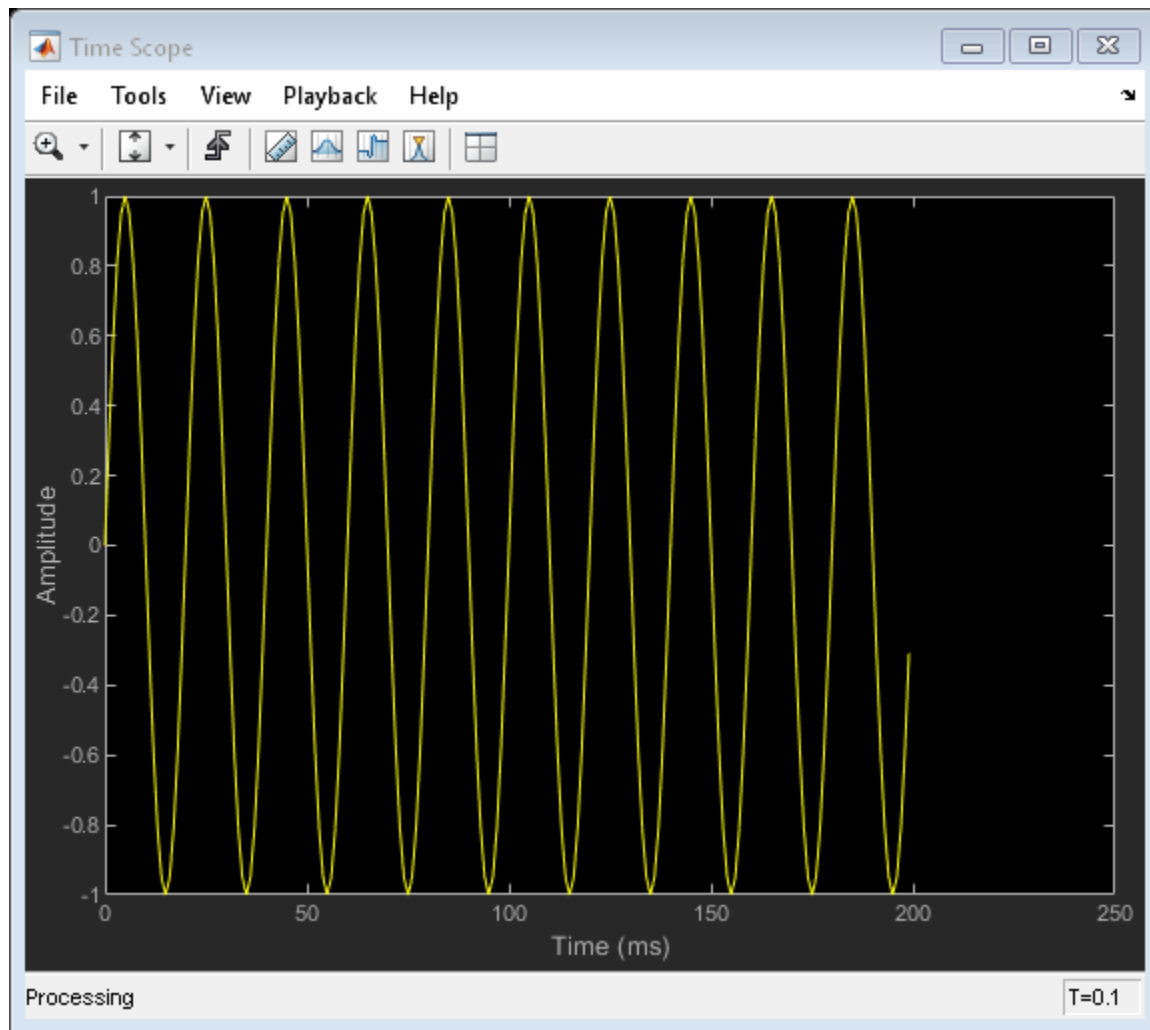 Time Scope
File Tools View Playback Help
1
0.8
0.6
0.4
0.2
0
-0.2
-0.4
-0.6
-0.8
-1
Amplitude
0 50 100 150 200 250
Time (ms)
Processing T=0.1